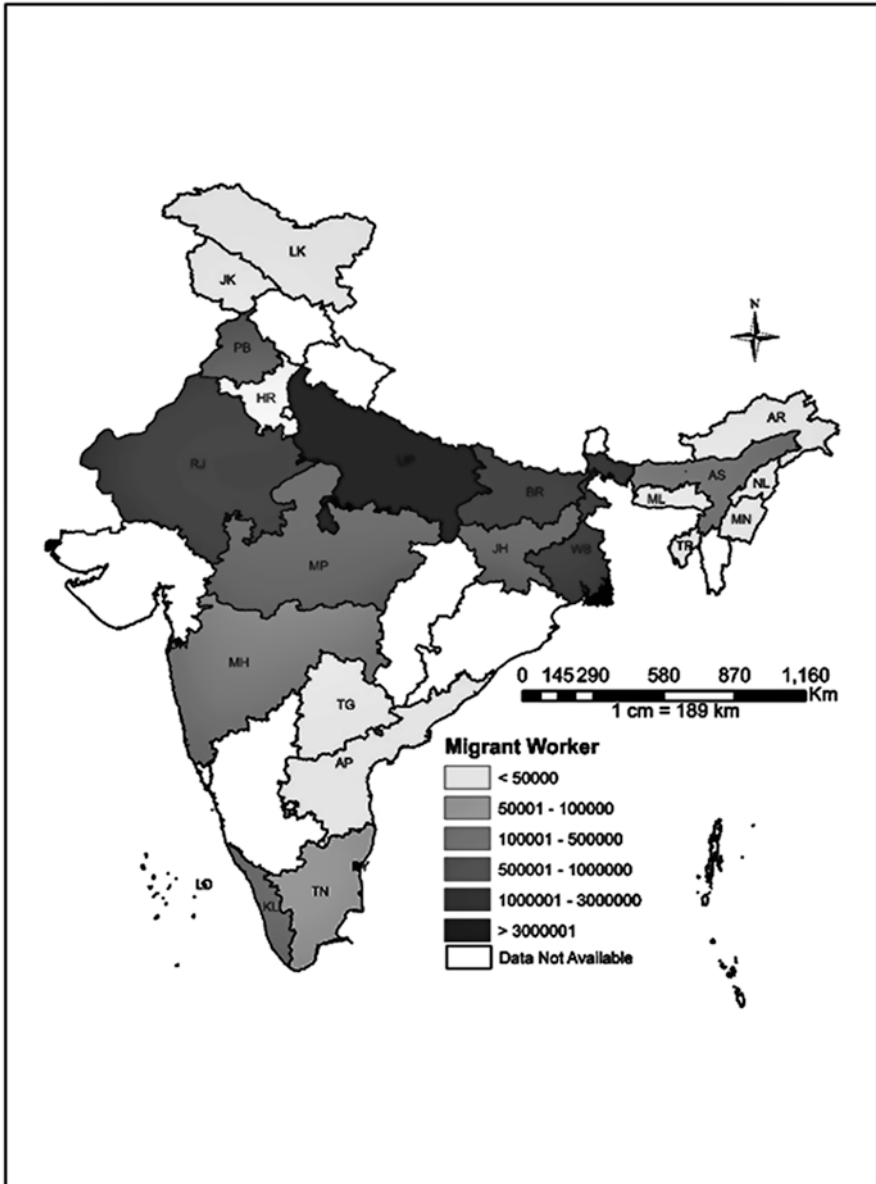 LK
JK
N
PB
HR
AR
RJ
UP
BR
AS
NL
ML
MN
TR
MP
JH
WB
MH
0 145 290 580 870 1,160
Km
1 cm = 189 km
TG
AP
Migrant Worker
< 50000
50001 - 100000
100001 - 500000
500001 - 1000000
1000001 - 3000000
> 3000001
Data Not Available
LD
KL
TN